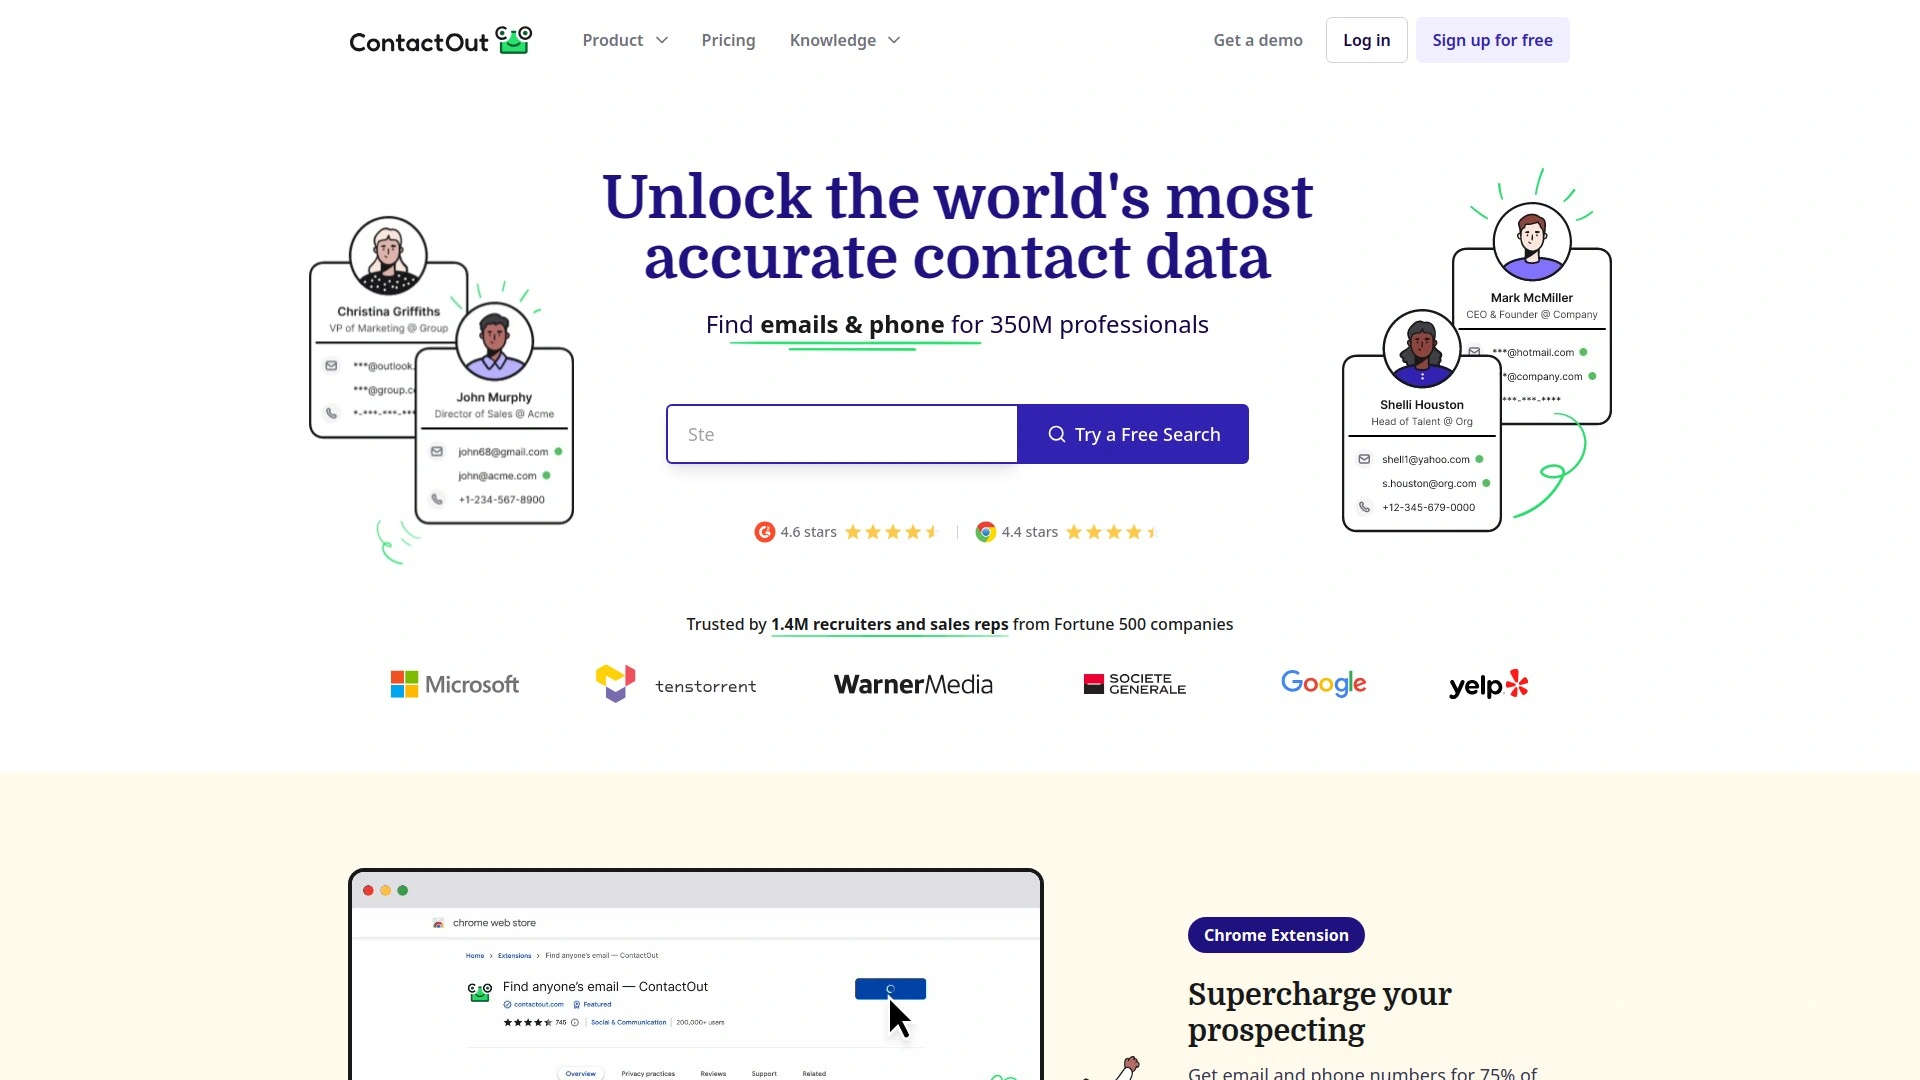 ContactOut
Product
Pricing
Knowledge
Get a demo
Log in
Sign up for free
Unlock the world's most
accurate contact data
Find emails & phone for 350M professionals
Ste
Try a Free Search
Christina Griffiths
VP of Marketing @ Group
***@outlook.
***@group.c
*-***-***-***
John Murphy
Director of Sales @ Acme
john68@gmail.com
john@acme.com
+1-234-567-8900
Mark McMiller
CEO & Founder @ Company
***@hotmail.com
*@company.com
***-***-****
Shelli Houston
Head of Talent @ Org
shell1@yahoo.com
s.houston@org.com
+12-345-679-0000
4.6 stars
4.4 stars
Trusted by 1.4M recruiters and sales reps from Fortune 500 companies
Microsoft
tenstorrent
WarnerMedia
SOCIETE
GENERALE
Google
yelp
chrome web store
Home > Extensions > Find anyone's email — ContactOut
Find anyone's email — ContactOut
contactout.com Featured
746 Social & Communication 200,000+ users
Overview
Privacy practices
Reviews
Support
Related
Chrome Extension
Supercharge your
prospecting
Get email and phone numbers for 75% of